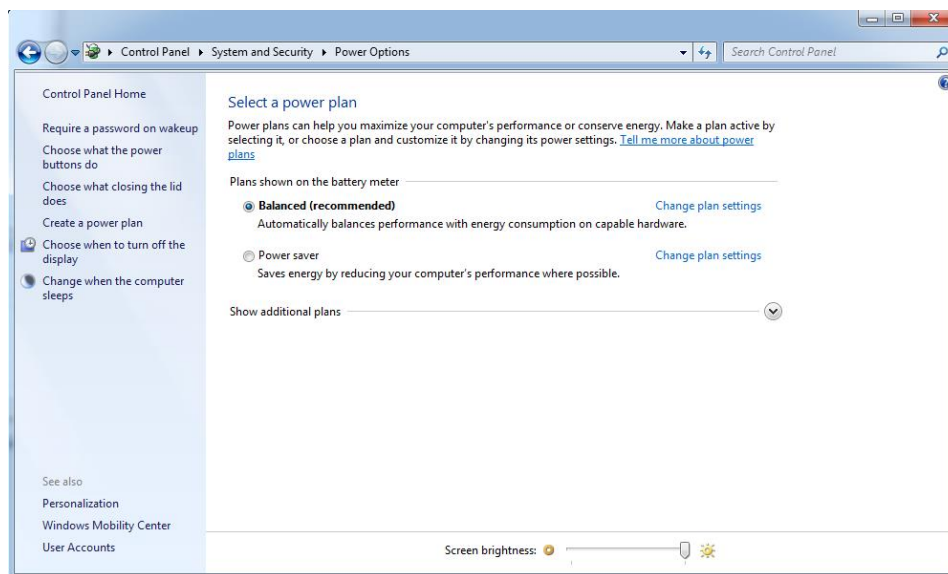 Control Panel ▸ System and Security ▸ Power Options
Search Control Panel
Control Panel Home
Require a password on wakeup
Choose what the power
buttons do
Choose what closing the lid
does
Create a power plan
Choose when to turn off the
display
Change when the computer
sleeps
See also
Personalization
Windows Mobility Center
User Accounts
Select a power plan
Power plans can help you maximize your computer's performance or conserve energy. Make a plan active by
selecting it, or choose a plan and customize it by changing its power settings. Tell me more about power
plans
Plans shown on the battery meter
Balanced (recommended) Change plan settings
Automatically balances performance with energy consumption on capable hardware.
Power saver Change plan settings
Saves energy by reducing your computer's performance where possible.
Show additional plans
Screen brightness: